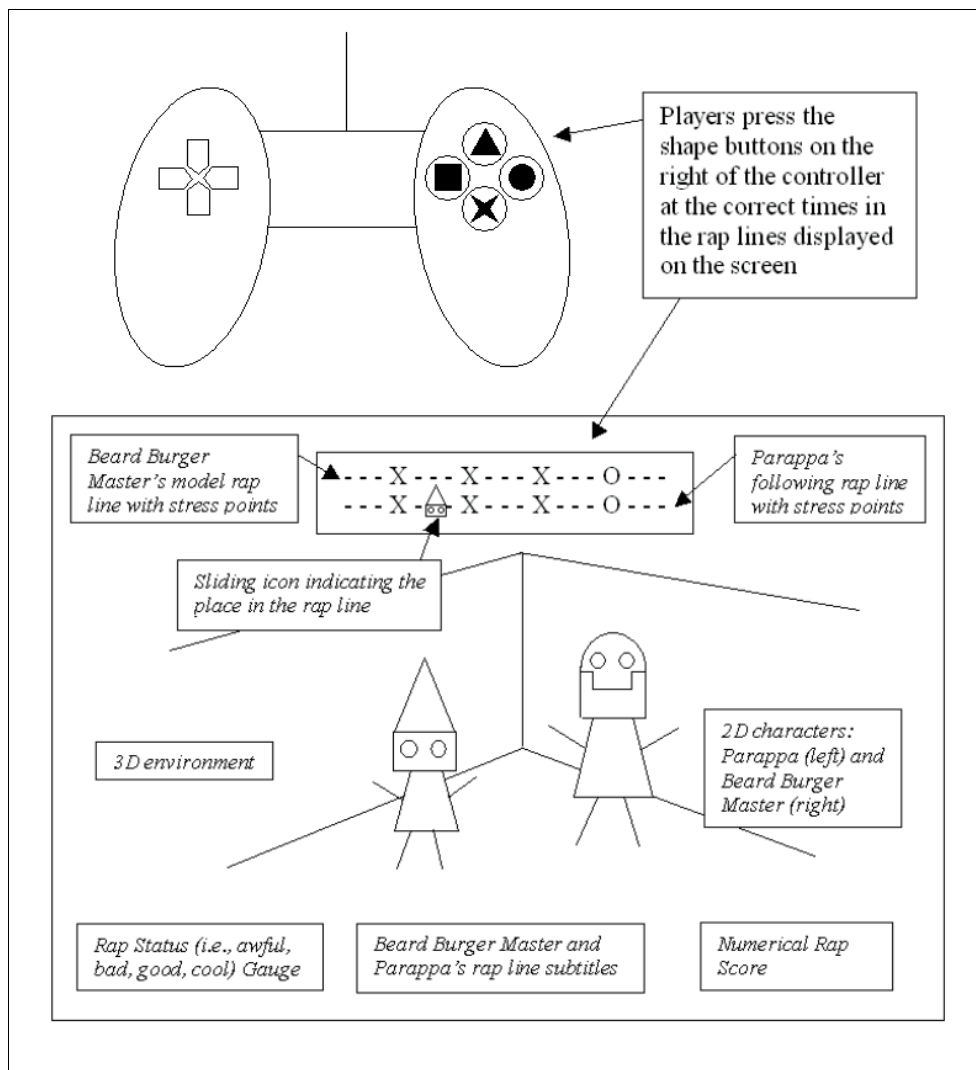 Players press the
shape buttons on the
right of the controller
at the correct times in
the rap lines displayed
on the screen
Beard Burger
Master's model rap
line with stress points
- - - - X - - - - X - - - - X - - - - O - - - -
- - - - X - - - X - - - - X - - - - O - - - -
Parappa's
following rap line
with stress points
Sliding icon indicating the
place in the rap line
3D environment
2D characters:
Parappa (left) and
Beard Burger
Master (right)
Rap Status (i.e., awful,
bad, good, cool) Gauge
Beard Burger Master and
Parappa's rap line subtitles
Numerical Rap
Score